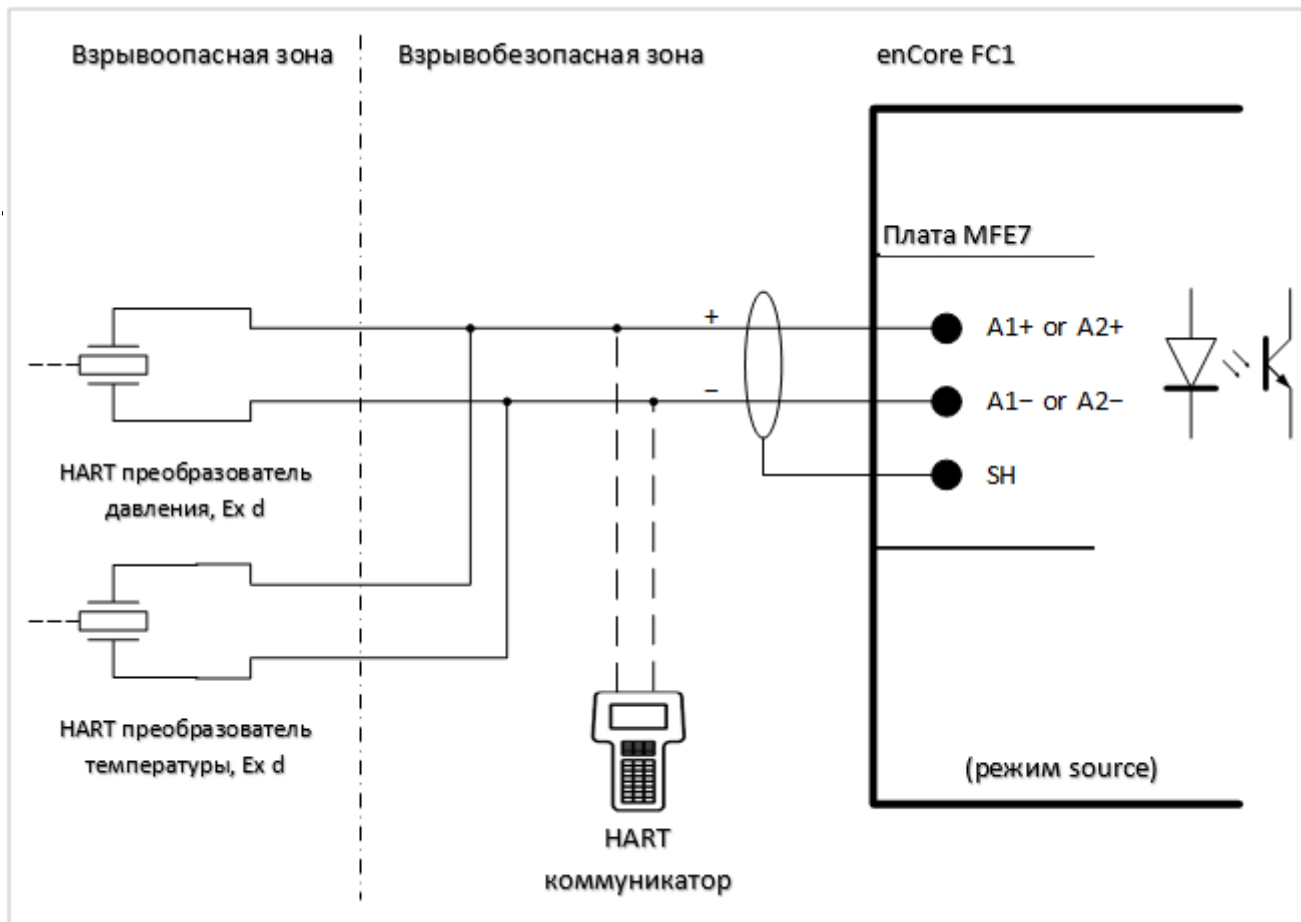 Взрывоопасная зона
Взрывобезопасная зона
enCore FC1
Плата MFE7
+
A1+ or A2+
−
A1− or A2−
SH
HART преобразователь
давления, Ex d
HART преобразователь
температуры, Ex d
(режим source)
HART
коммуникатор